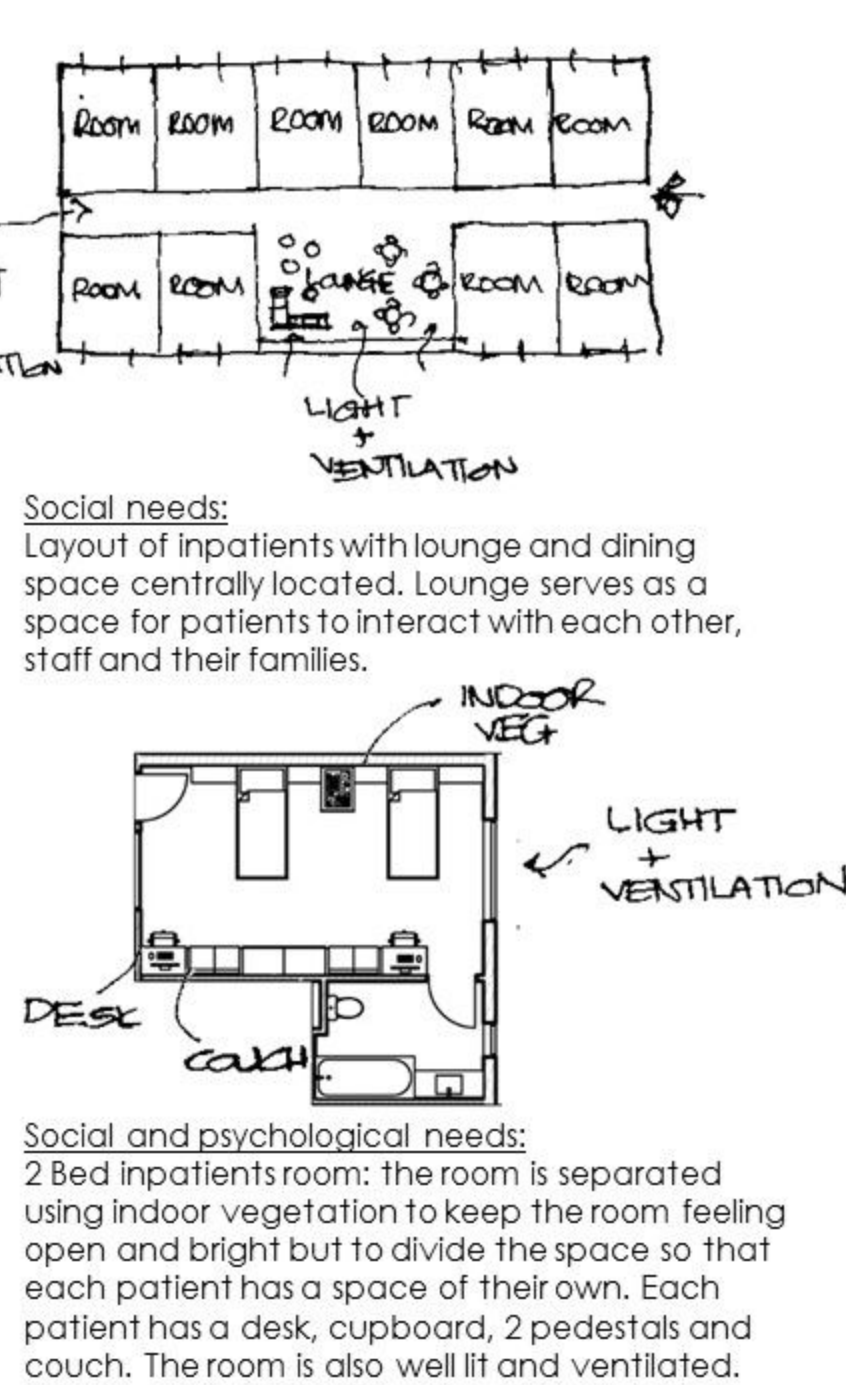 ROOM ROOM ROOM ROOM ROOM ROOM
ROOM ROOM LOUNGE ROOM ROOM
LIGHT
+
VENTILATION
Social needs:
Layout of inpatients with lounge and dining
space centrally located. Lounge serves as a
space for patients to interact with each other,
staff and their families.
INDOOR
VEG
LIGHT
+
VENTILATION
DESK
COUCH
Social and psychological needs:
2 Bed inpatients room: the room is separated
using indoor vegetation to keep the room feeling
open and bright but to divide the space so that
each patient has a space of their own. Each
patient has a desk, cupboard, 2 pedestals and
couch. The room is also well lit and ventilated.